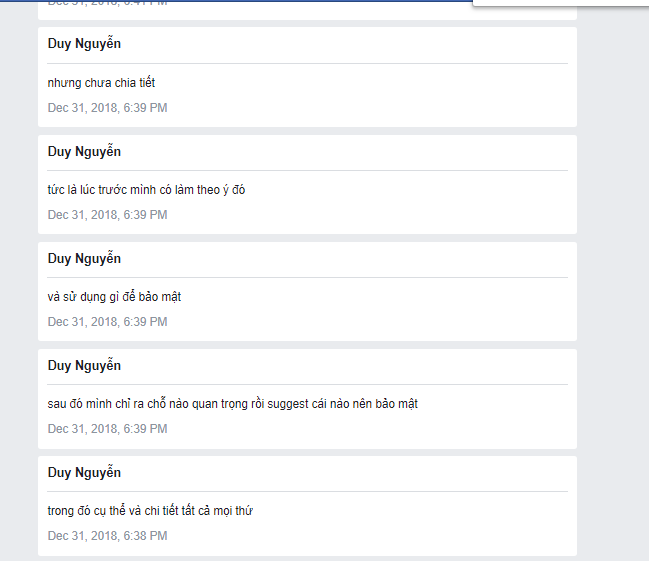 Duy Nguyễn
nhưng chưa chia tiết
Dec 31, 2018, 6:39 PM
Duy Nguyễn
tức là lúc trước mình có làm theo ý đó
Dec 31, 2018, 6:39 PM
Duy Nguyễn
và sử dụng gì để bảo mật
Dec 31, 2018, 6:39 PM
Duy Nguyễn
sau đó mình chỉ ra chỗ nào quan trọng rồi suggest cái nào nên bảo mật
Dec 31, 2018, 6:39 PM
Duy Nguyễn
trong đó cụ thể và chi tiết tất cả mọi thứ
Dec 31, 2018, 6:38 PM